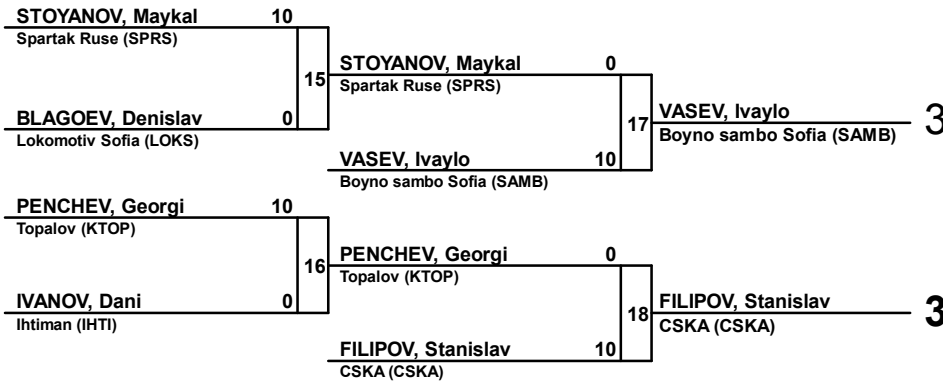 STOYANOV, Maykal 10
Spartak Ruse (SPRS)
15
BLAGOEV, Denislav 0
Lokomotiv Sofia (LOKS)
STOYANOV, Maykal 0
Spartak Ruse (SPRS)
17
VASEV, Ivaylo 10
Boyno sambo Sofia (SAMB)
VASEV, Ivaylo 3
Boyno sambo Sofia (SAMB)
PENCHEV, Georgi 10
Topalov (KTOP)
16
IVANOV, Dani 0
Ihtiman (IHTI)
PENCHEV, Georgi 0
Topalov (KTOP)
18
FILIPOV, Stanislav 10
CSKA (CSKA)
FILIPOV, Stanislav 3
CSKA (CSKA)